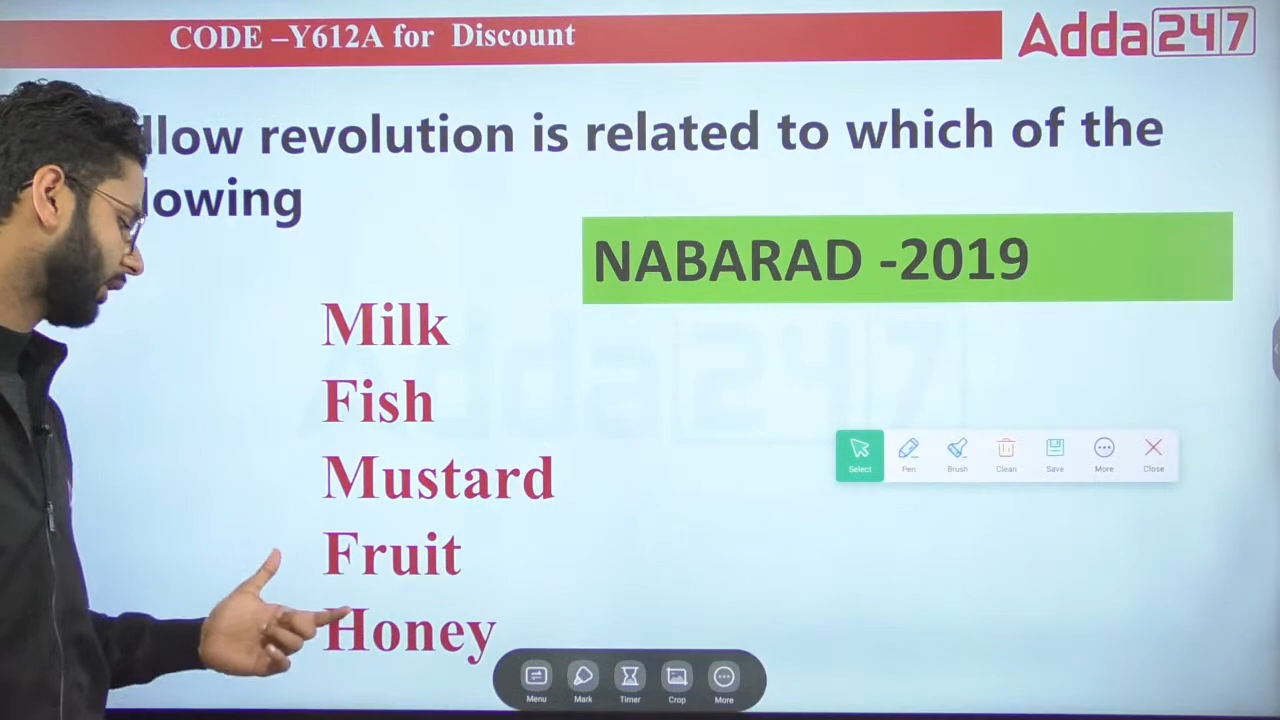 CODE –Y612A for Discount
Adda247
llow revolution is related to which of the
lowing
NABARAD -2019
Milk
Fish
Mustard
Fruit
Honey
Select Pen Brush Clean Save More Close
Menu Mark Timer Crop More